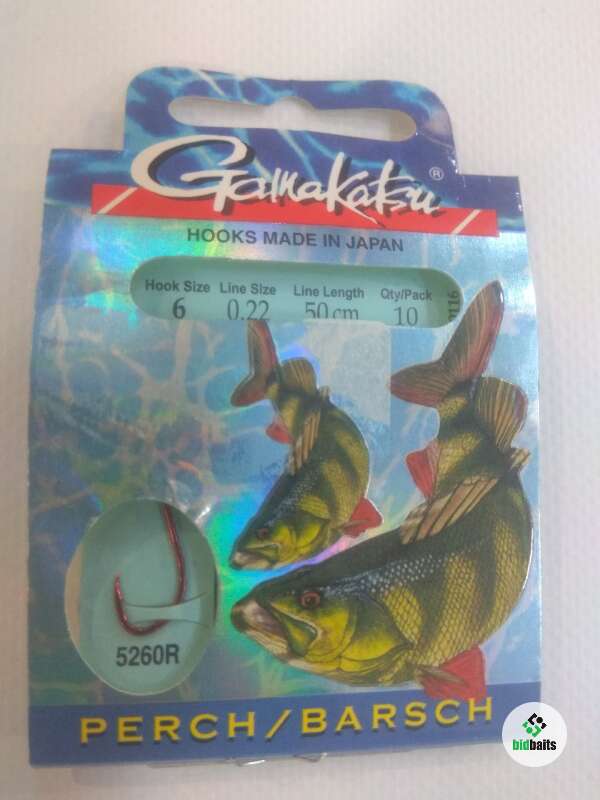 Gamakatsu ®
HOOKS MADE IN JAPAN
Hook Size Line Size Line Length Qty/Pack
6 0.22 50 cm 10
5260R
PERCH/BARSCH
bidbaits